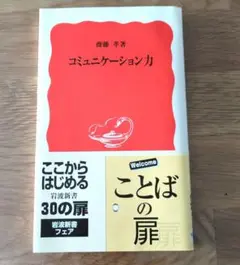 齋藤 孝著
コミュニケーション力
ここから
はじめる
岩波新書
30の扉
岩波新書
フェア
Welcome
ことば
の
扉